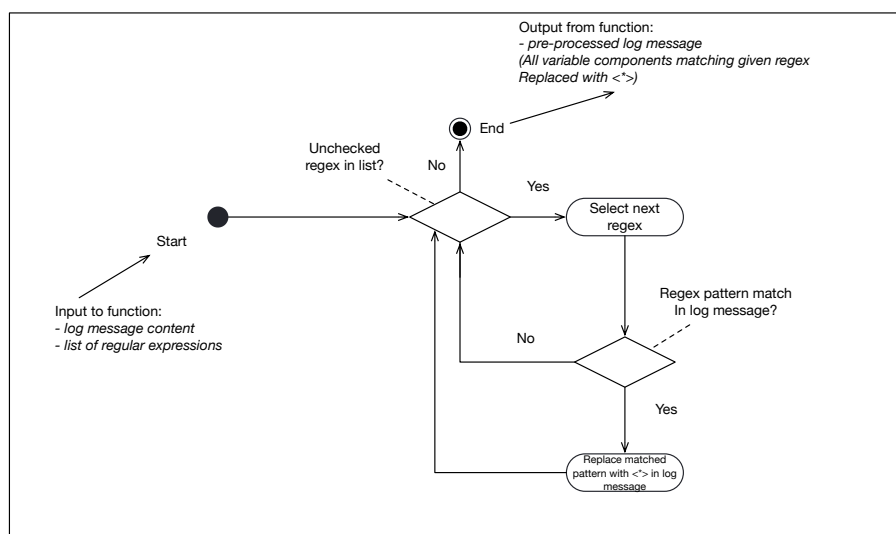 Output from function:
- pre-processed log message
(All variable components matching given regex
Replaced with <*>)
End
Unchecked
regex in list?
No
Yes
Select next
regex
Start
Input to function:
- log message content
- list of regular expressions
Regex pattern match
In log message?
No
Yes
Replace matched
pattern with <*> in log
message